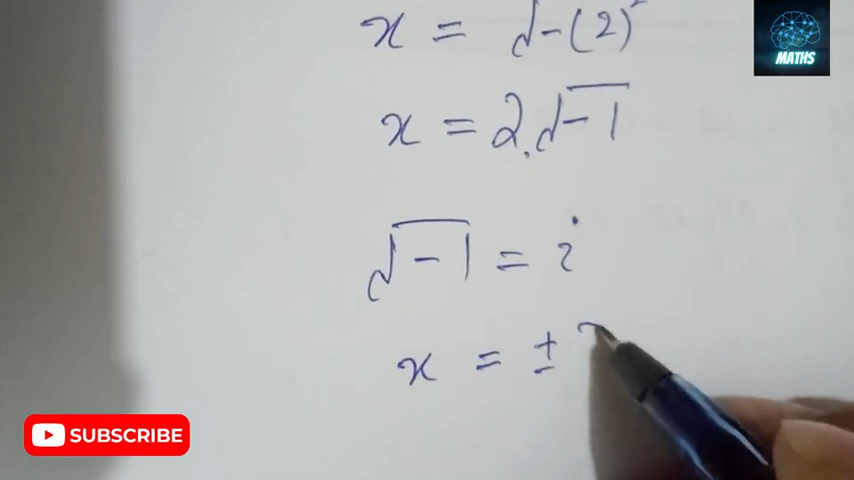 x = √-(2)²
MATHS
x = 2.√-1
√-1 = i
x = ±
SUBSCRIBE